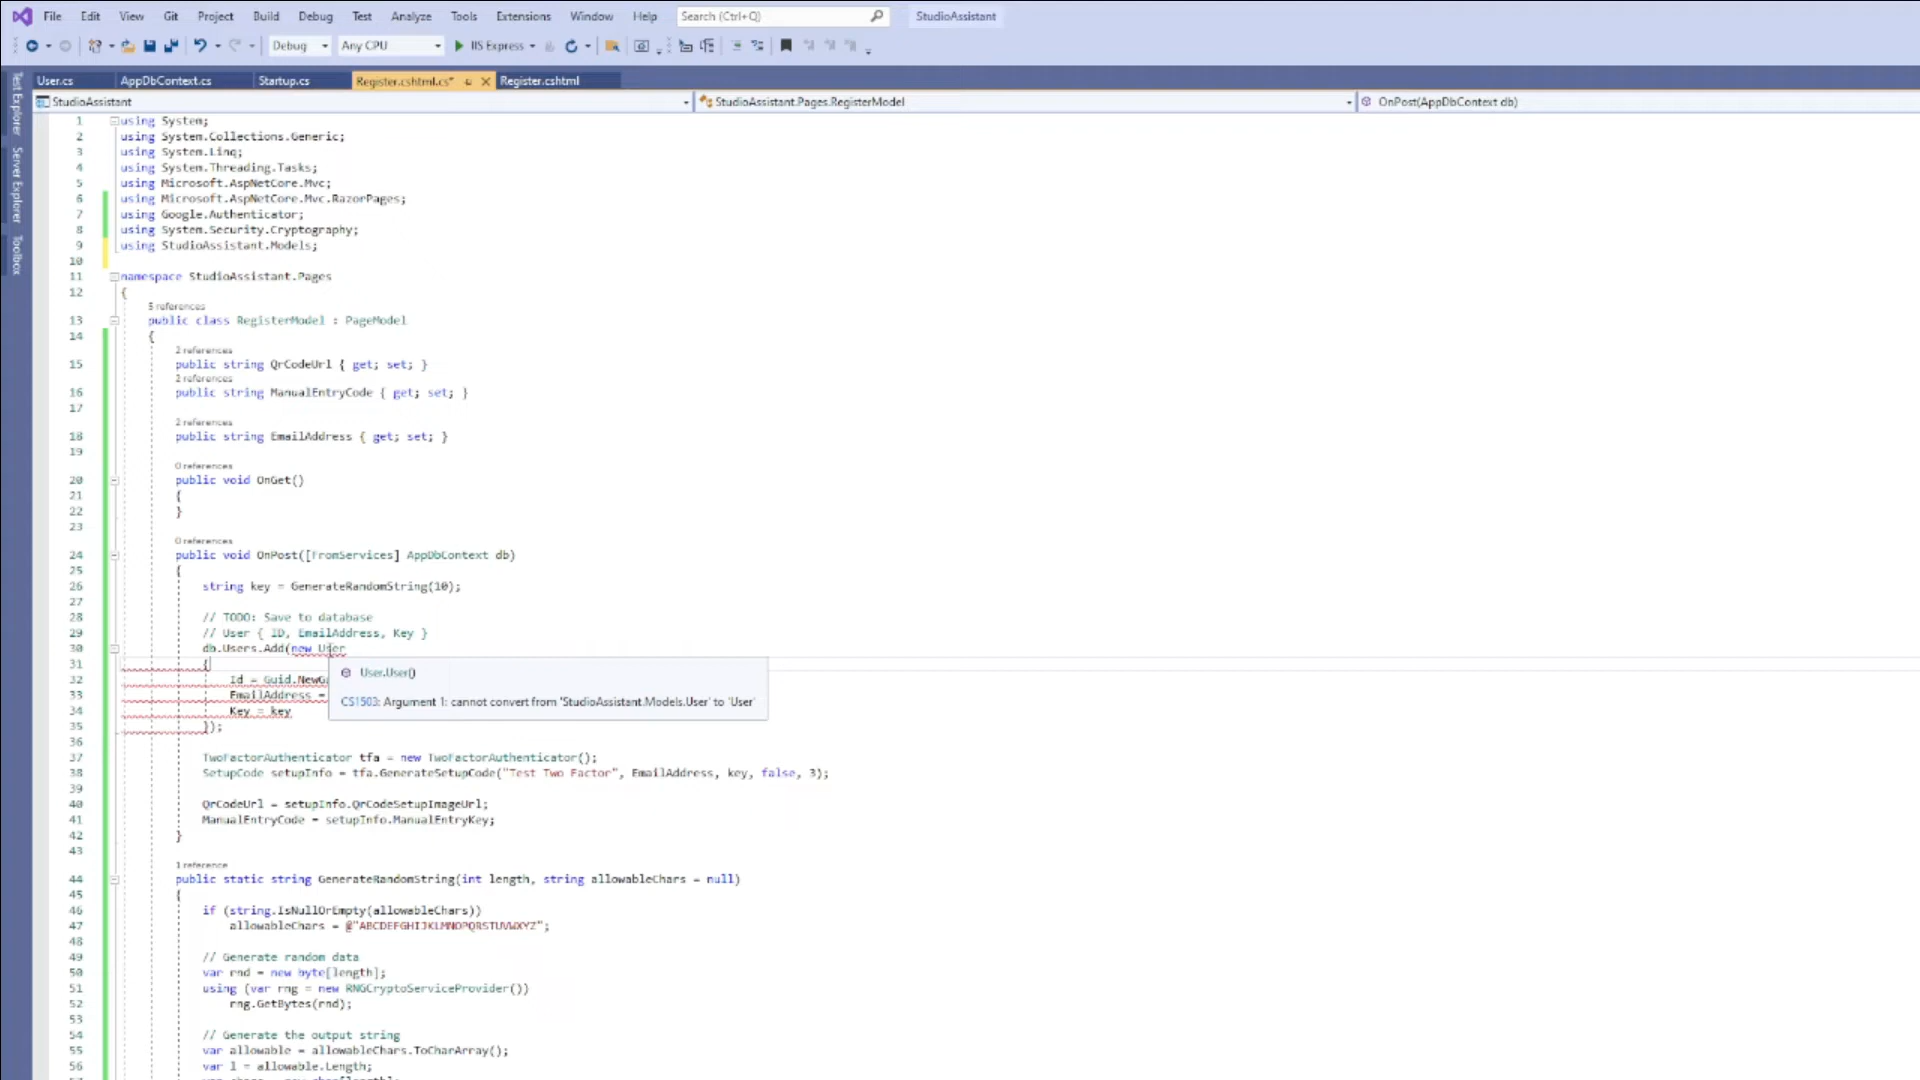 File Edit View Git Project Build Debug Test Analyze Tools Extensions Window Help Search (Ctrl+Q) StudioAssistant
Debug Any CPU IIS Express
User.cs AppDbContext.cs Startup.cs Register.cshtml.cs* Register.cshtml
StudioAssistant StudioAssistant.Pages.RegisterModel OnPost(AppDbContext db)
Test Explorer
Server Explorer
Toolbox
1 using System;
2 using System.Collections.Generic;
3 using System.Linq;
4 using System.Threading.Tasks;
5 using Microsoft.AspNetCore.Mvc;
6 using Microsoft.AspNetCore.Mvc.RazorPages;
7 using Google.Authenticator;
8 using System.Security.Cryptography;
9 using StudioAssistant.Models;
10
11 namespace StudioAssistant.Pages
12 {
5 references
13 public class RegisterModel : PageModel
14 {
2 references
15 public string QrCodeUrl { get; set; }
2 references
16 public string ManualEntryCode { get; set; }
17
2 references
18 public string EmailAddress { get; set; }
19
0 references
20 public void OnGet()
21 {
22 }
23
0 references
24 public void OnPost([FromServices] AppDbContext db)
25 {
26 string key = GenerateRandomString(10);
27
28 // TODO: Save to database
29 // User { ID, EmailAddress, Key }
30 db.Users.Add(new User
31 {
User.User()
32 Id = Guid.NewGu
33 EmailAddress =
CS1503: Argument 1: cannot convert from 'StudioAssistant.Models.User' to 'User'
34 Key = key
35 });
36
37 TwoFactorAuthenticator tfa = new TwoFactorAuthenticator();
38 SetupCode setupInfo = tfa.GenerateSetupCode("Test Two Factor", EmailAddress, key, false, 3);
39
40 QrCodeUrl = setupInfo.QrCodeSetupImageUrl;
41 ManualEntryCode = setupInfo.ManualEntryKey;
42 }
43
1 reference
44 public static string GenerateRandomString(int length, string allowableChars = null)
45 {
46 if (string.IsNullOrEmpty(allowableChars))
47 allowableChars = @"ABCDEFGHIJKLMNOPQRSTUVWXYZ";
48
49 // Generate random data
50 var rnd = new byte[length];
51 using (var rng = new RNGCryptoServiceProvider())
52 rng.GetBytes(rnd);
53
54 // Generate the output string
55 var allowable = allowableChars.ToCharArray();
56 var l = allowable.Length;